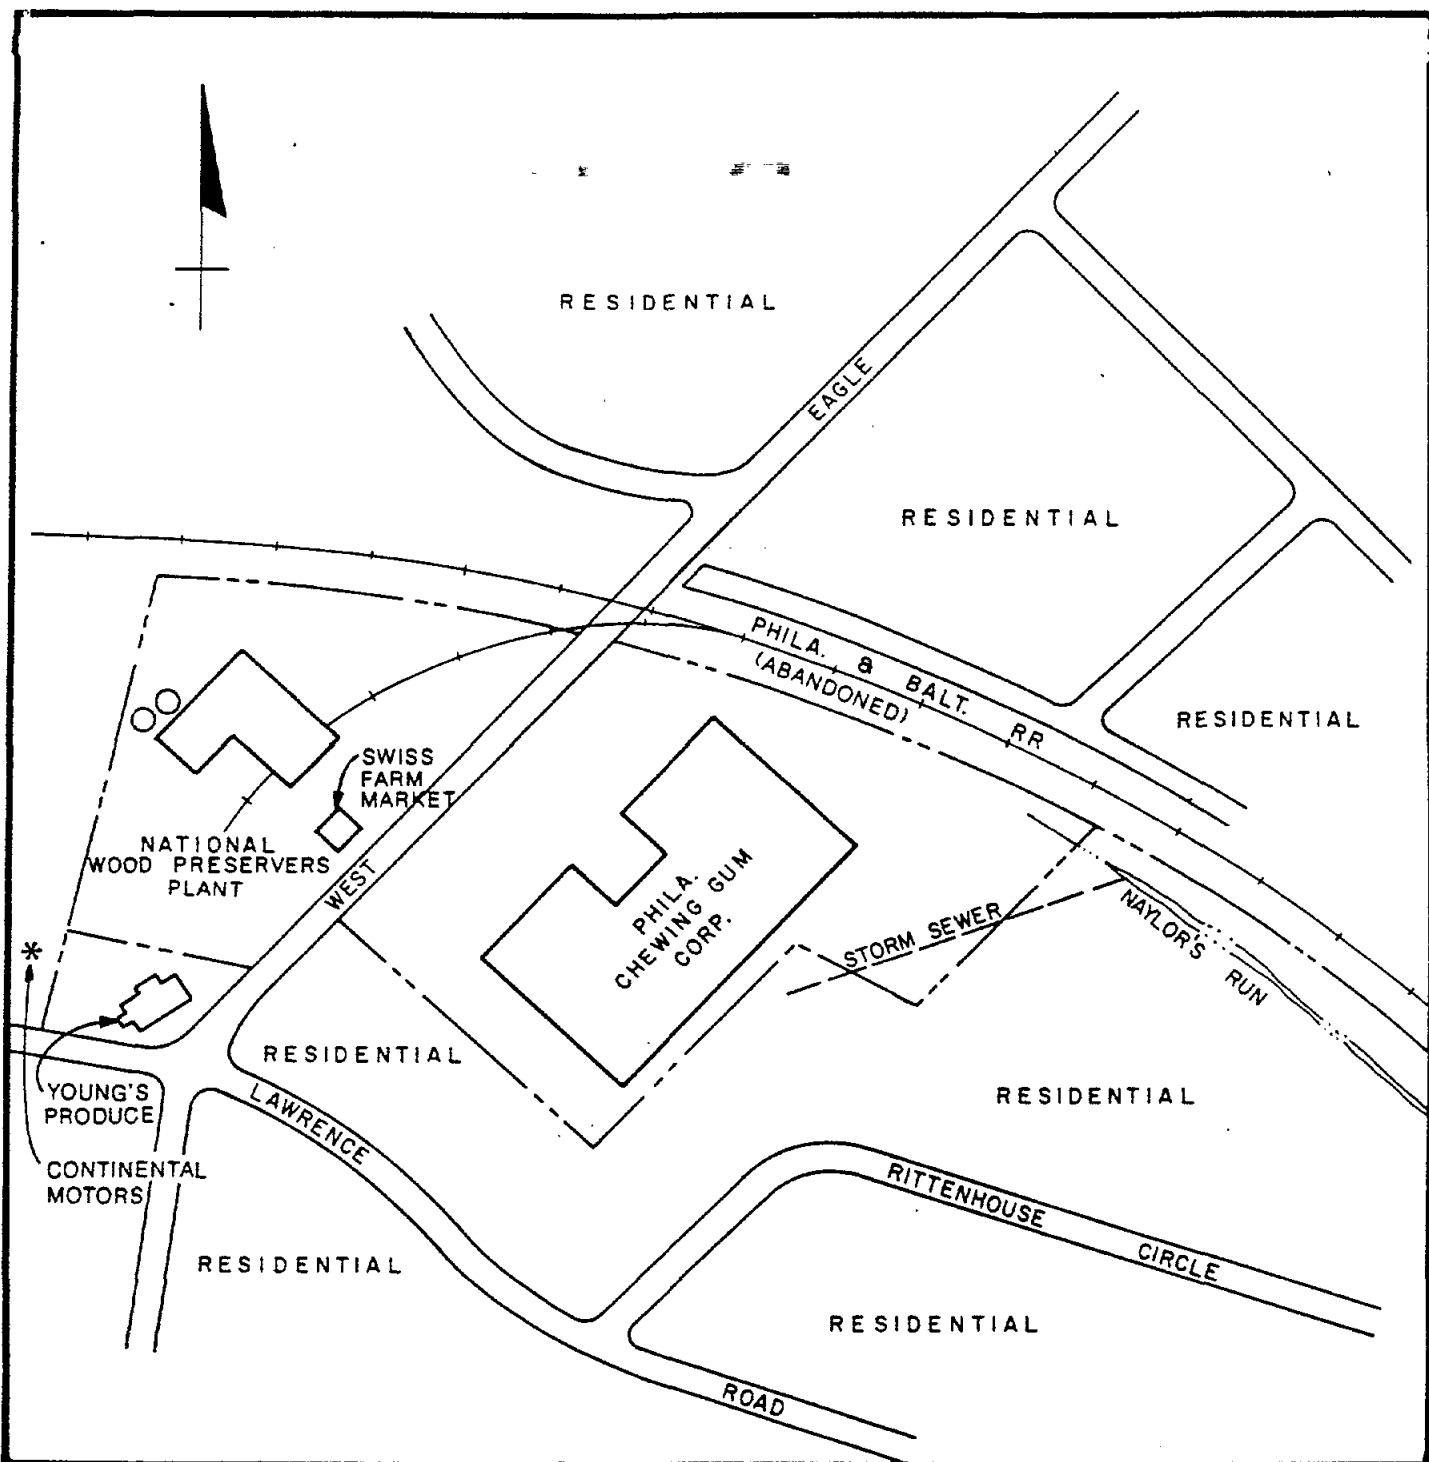 RESIDENTIAL
EAGLE
RESIDENTIAL
PHILA. & BALT. RR
(ABANDONED)
RESIDENTIAL
SWISS
FARM
MARKET
NATIONAL
WOOD PRESERVERS
PLANT
WEST
PHILA.
CHEWING GUM
CORP.
STORM SEWER
NAYLOR'S RUN
*
RESIDENTIAL
YOUNG'S
PRODUCE
LAWRENCE
RESIDENTIAL
CONTINENTAL
MOTORS
RITTENHOUSE
CIRCLE
RESIDENTIAL
RESIDENTIAL
ROAD